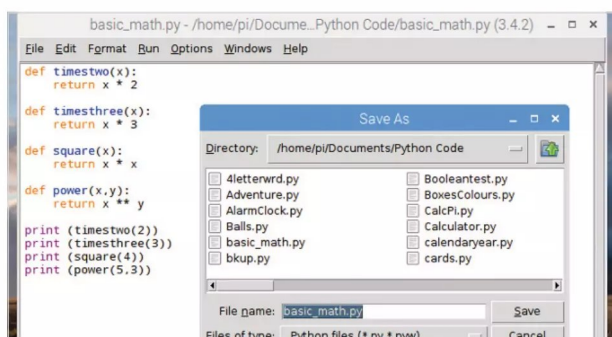 basic_math.py - /home/pi/Docume...Python Code/basic_math.py (3.4.2)
File Edit Format Run Options Windows Help
def timestwo(x):
    return x * 2
def timesthree(x):
    return x * 3
def square(x):
    return x * x
def power(x,y):
    return x ** y
print (timestwo(2))
print (timesthree(3))
print (square(4))
print (power(5,3))
Save As
Directory: /home/pi/Documents/Python Code
4letterwrd.py Booleantest.py
Adventure.py BoxesColours.py
AlarmClock.py CalcPi.py
Balls.py Calculator.py
basic_math.py calendaryear.py
bkup.py cards.py
File name: basic_math.py Save
Files of type: Python files (*.py,*.pyw) Cancel